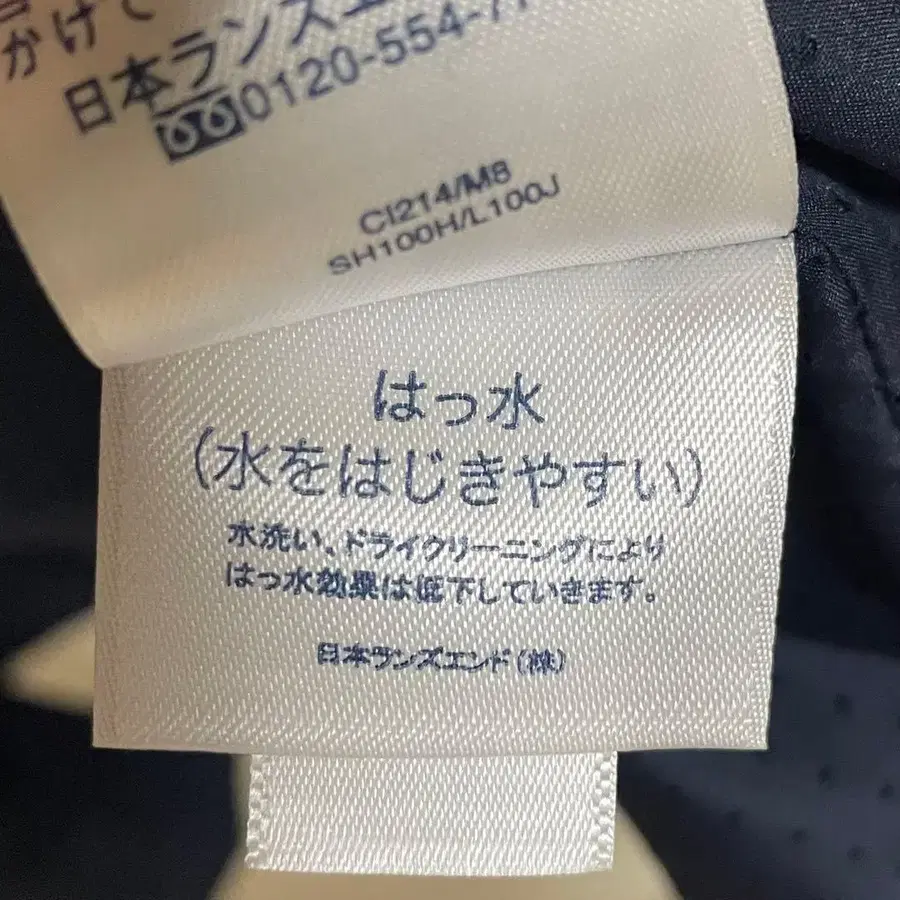 かけて
日本ランズエ
0120-554-7
CI214/M8
SH100H/L100J
はっ水
(水をはじきやすい)
水洗い、ドライクリーニングにより
はっ水効果は低下していきます。
日本ランズエンド(株)